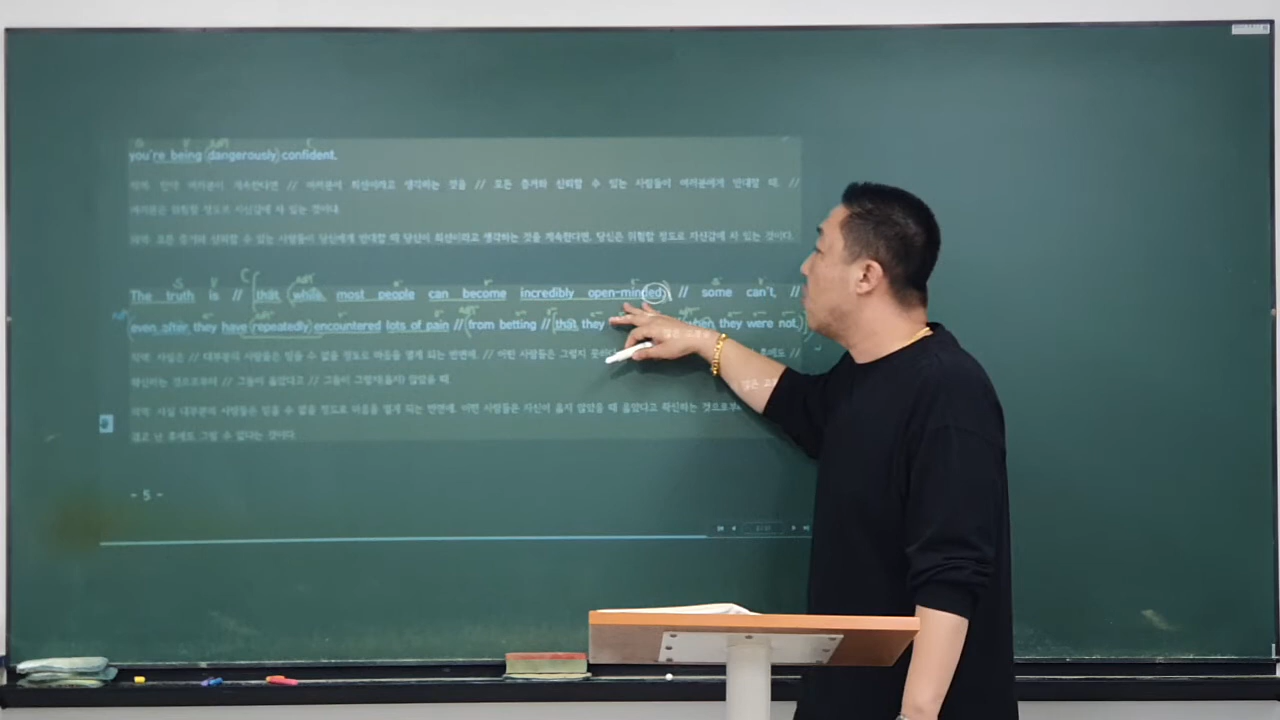 you're being (dangerously) confident.
직역: 만약 여러분이 계속한다면 // 여러분이 최선이라고 생각하는 것을 // 모든 증거와 신뢰할 수 있는 사람들이 여러분에게 반대할 때, //
여러분은 위험할 정도로 자신감에 차 있는 것이다.
의역: 모든 증거와 신뢰할 수 있는 사람들이 당신에게 반대할 때 당신이 최선이라고 생각하는 것을 계속한다면, 당신은 위험할 정도로 자신감에 차 있는 것이다.
The truth is // that (while most people can become incredibly open-minded,) // some can't, //
(even after they have (repeatedly) encountered lots of pain // (from betting // (that they when they were not.
직역: 사실은 // 대부분의 사람들은 믿을 수 없을 정도로 마음을 열게 되는 반면에, // 어떤 사람들은 그렇지 //
확신하는 것으로부터 // 그들이 옳았다고 // 그들이 그렇지(옳지) 않았을 때.
의역: 사실 대부분의 사람들은 믿을 수 없을 정도로 마음을 열게 되는 반면에, 어떤 사람들은 자신이 옳지 않았을 때 옳았다고 확신하는 것으로부터
겪고 난 후에도 그럴 수 없다는 것이다.
- 5 -